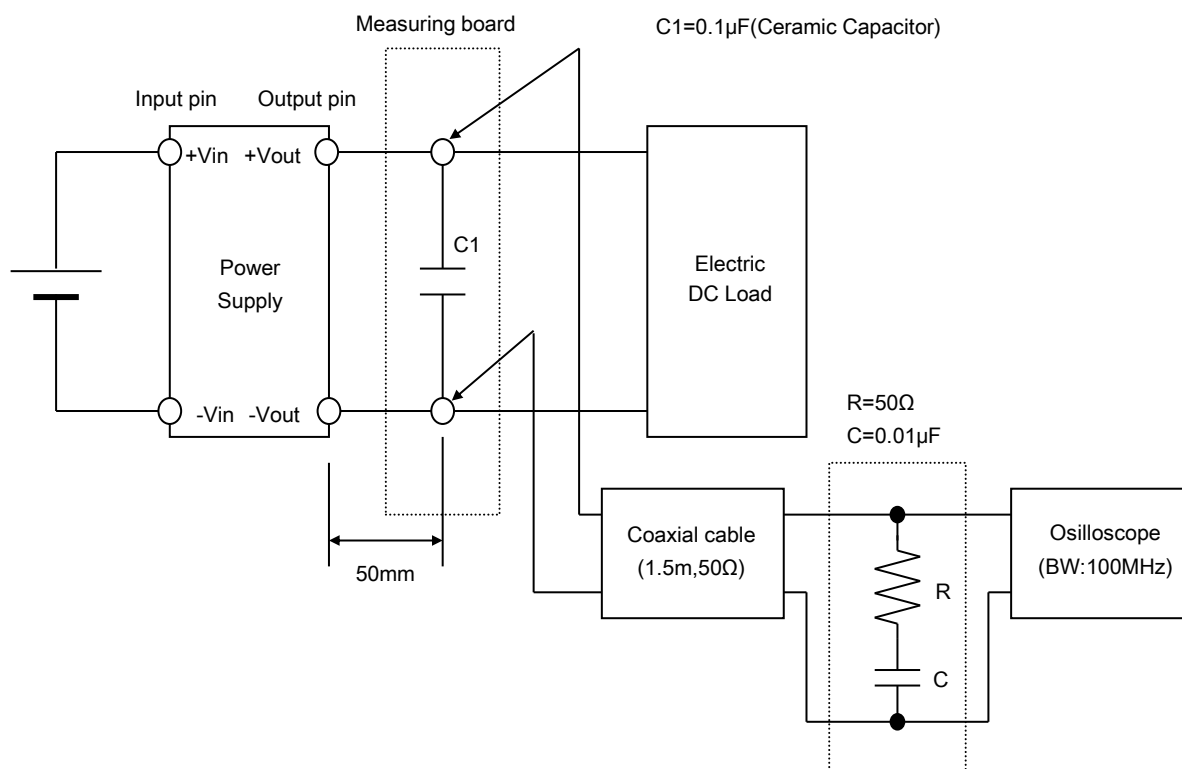 Measuring board
C1=0.1µF(Ceramic Capacitor)
Input pin
Output pin
+Vin
+Vout
C1
Power
Supply
Electric
DC Load
-Vin
-Vout
R=50Ω
C=0.01µF
50mm
Coaxial cable
(1.5m,50Ω)
R
C
Osilloscope
(BW:100MHz)